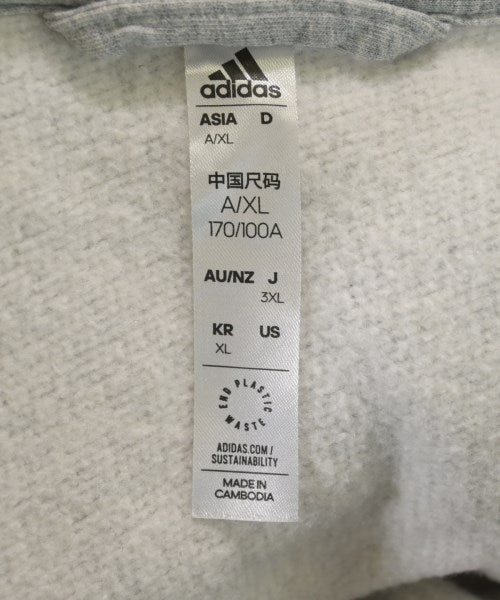 adidas
ASIA D
A/XL
中国尺码
A/XL
170/100A
AU/NZ J
3XL
KR US
XL
END PLASTIC WASTE
ADIDAS.COM/
SUSTAINABILITY
MADE IN
CAMBODIA